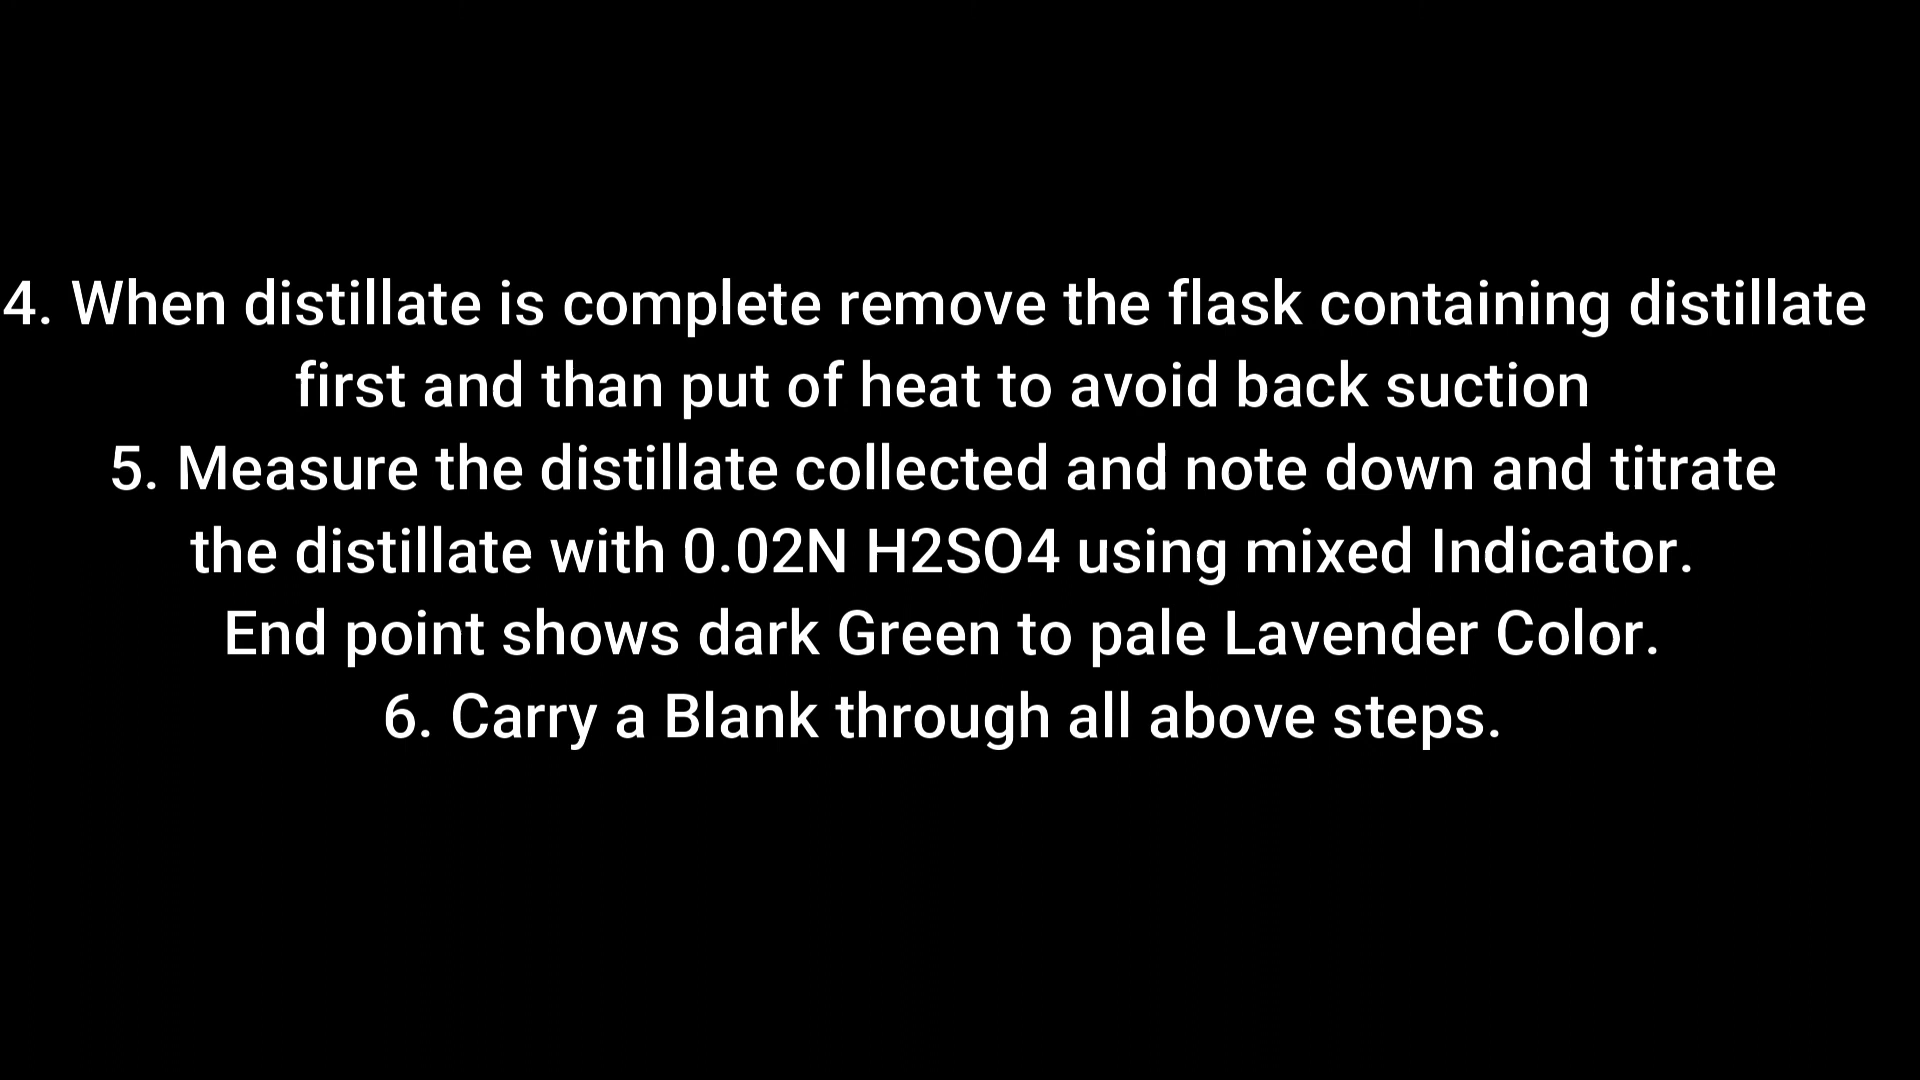 4. When distillate is complete remove the flask containing distillate
first and than put of heat to avoid back suction
5. Measure the distillate collected and note down and titrate
the distillate with 0.02N H2SO4 using mixed Indicator.
End point shows dark Green to pale Lavender Color.
6. Carry a Blank through all above steps.